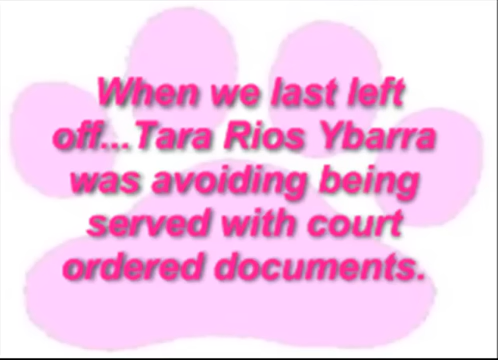 When we last left
off...Tara Rios Ybarra
was avoiding being
served with court
ordered documents.